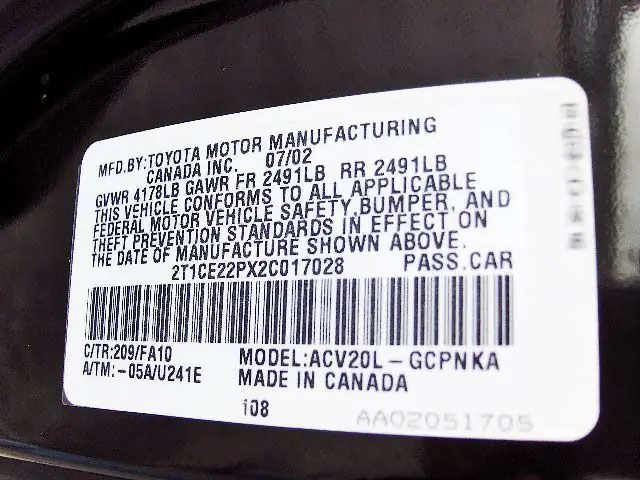 MFD.BY:TOYOTA MOTOR MANUFACTURING
CANADA INC. 07/02
GVWR 4178LB GAWR FR 2491LB RR 2491LB
THIS VEHICLE CONFORMS TO ALL APPLICABLE
FEDERAL MOTOR VEHICLE SAFETY,BUMPER, AND
THEFT PREVENTION STANDARDS IN EFFECT ON
THE DATE OF MANUFACTURE SHOWN ABOVE.
2T1CE22PX2C017028 PASS.CAR
C/TR:209/FA10 MODEL:ACV20L-GCPNKA
A/TM:-05A/U241E MADE IN CANADA
108 AA02051705